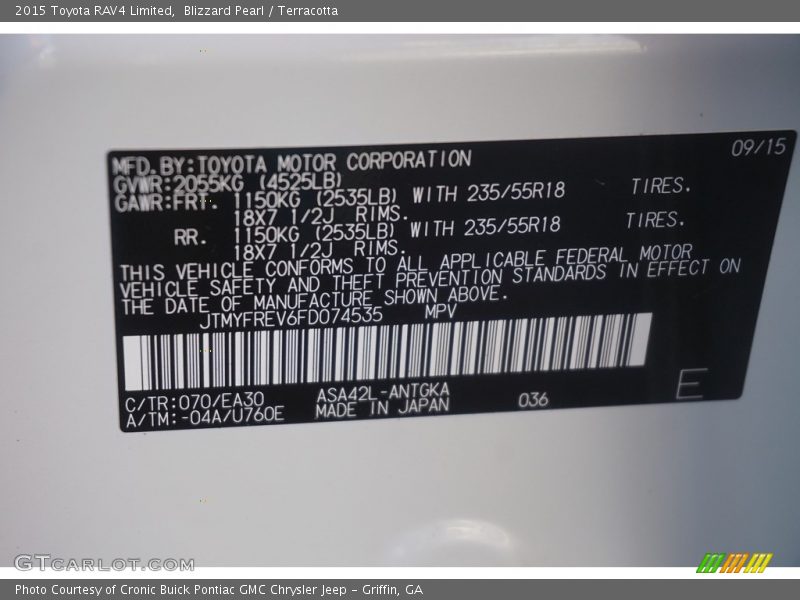 2015 Toyota RAV4 Limited,  Blizzard Pearl / Terracotta
09/15
MFD.BY:TOYOTA MOTOR CORPORATION
GVWR:2055KG (4525LB)
GAWR:FRT. 1150KG (2535LB) WITH 235/55R18 TIRES.
18X7 1/2J RIMS.
RR. 1150KG (2535LB) WITH 235/55R18 TIRES.
18X7 1/2J RIMS.
THIS VEHICLE CONFORMS TO ALL APPLICABLE FEDERAL MOTOR
VEHICLE SAFETY AND THEFT PREVENTION STANDARDS IN EFFECT ON
THE DATE OF MANUFACTURE SHOWN ABOVE.
JTMYFREV6FD074535 MPV
C/TR:070/EA30 ASA42L-ANTGKA
A/TM:-04A/U760E MADE IN JAPAN 036 E
GTCARLOT.COM
Photo Courtesy of Cronic Buick Pontiac GMC Chrysler Jeep - Griffin, GA